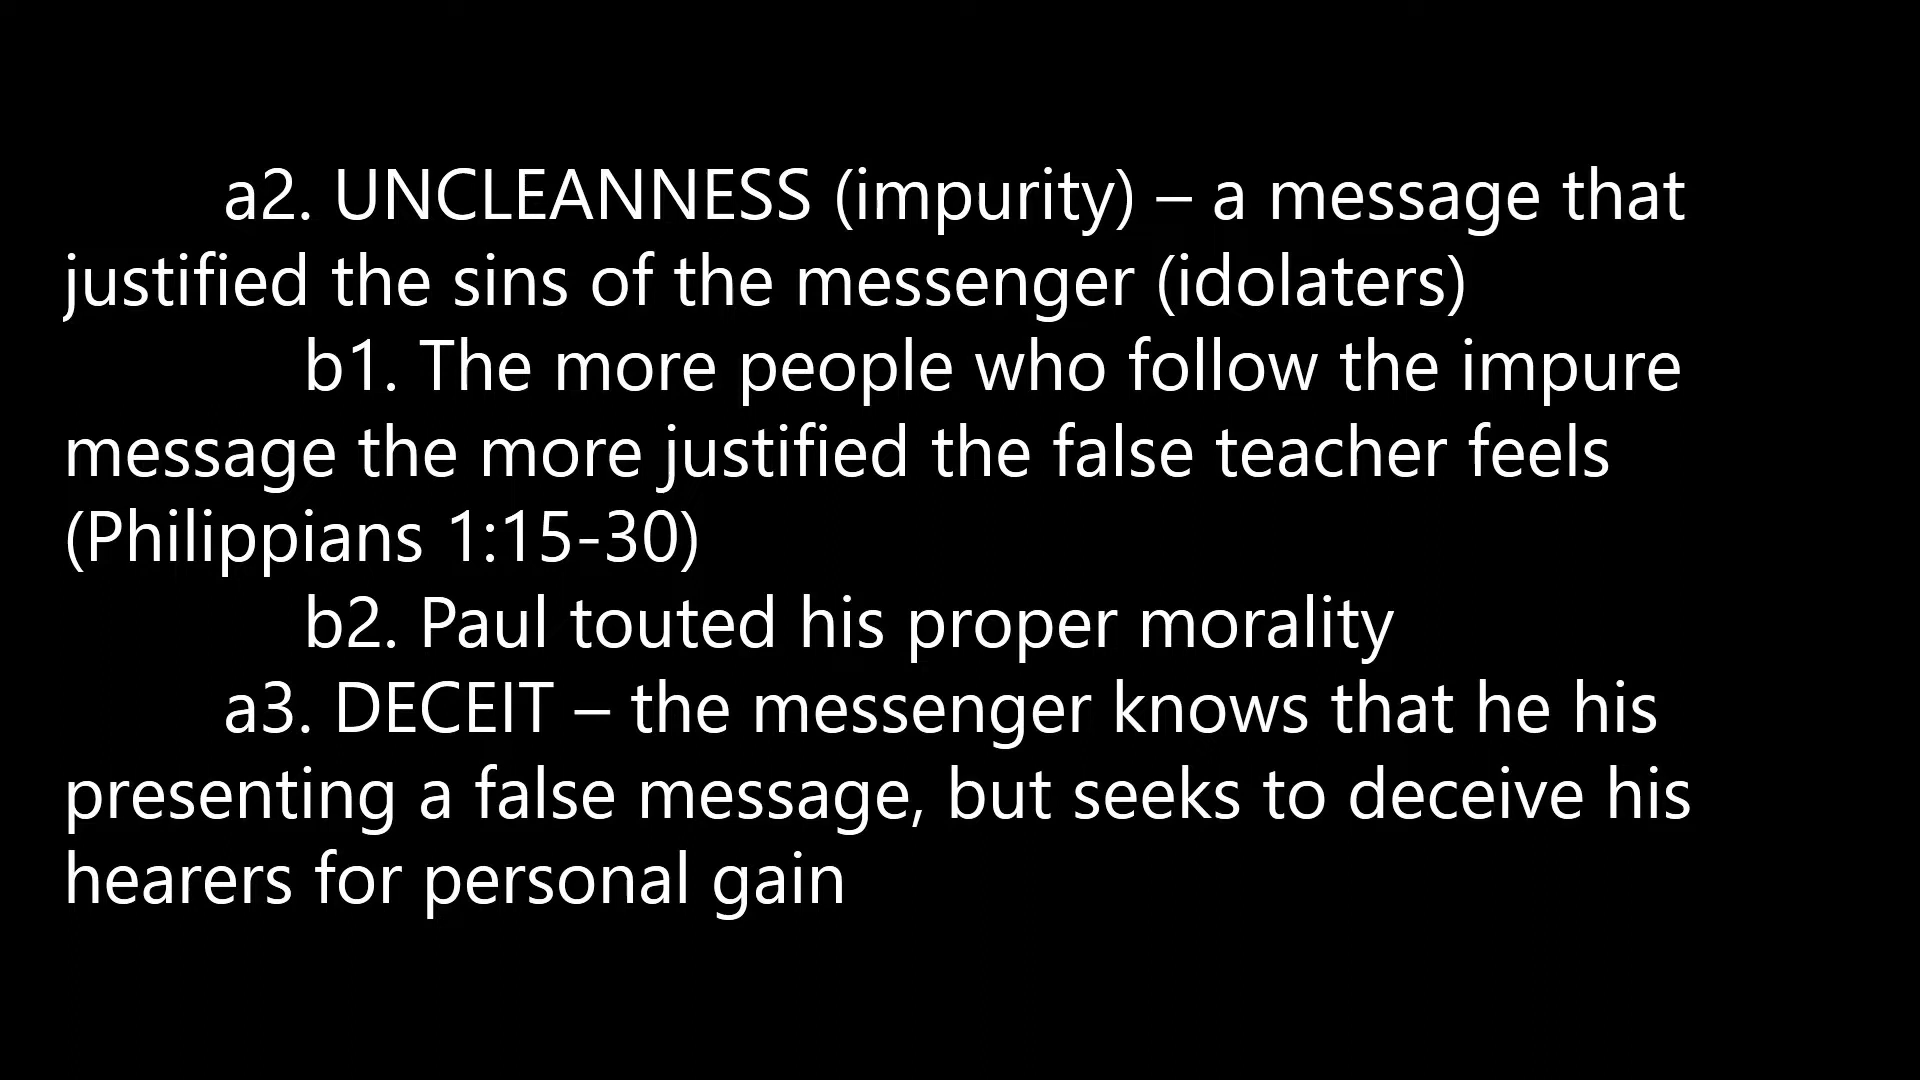 a2. UNCLEANNESS (impurity) – a message that
justified the sins of the messenger (idolaters)
b1. The more people who follow the impure
message the more justified the false teacher feels
(Philippians 1:15-30)
b2. Paul touted his proper morality
a3. DECEIT – the messenger knows that he his
presenting a false message, but seeks to deceive his
hearers for personal gain